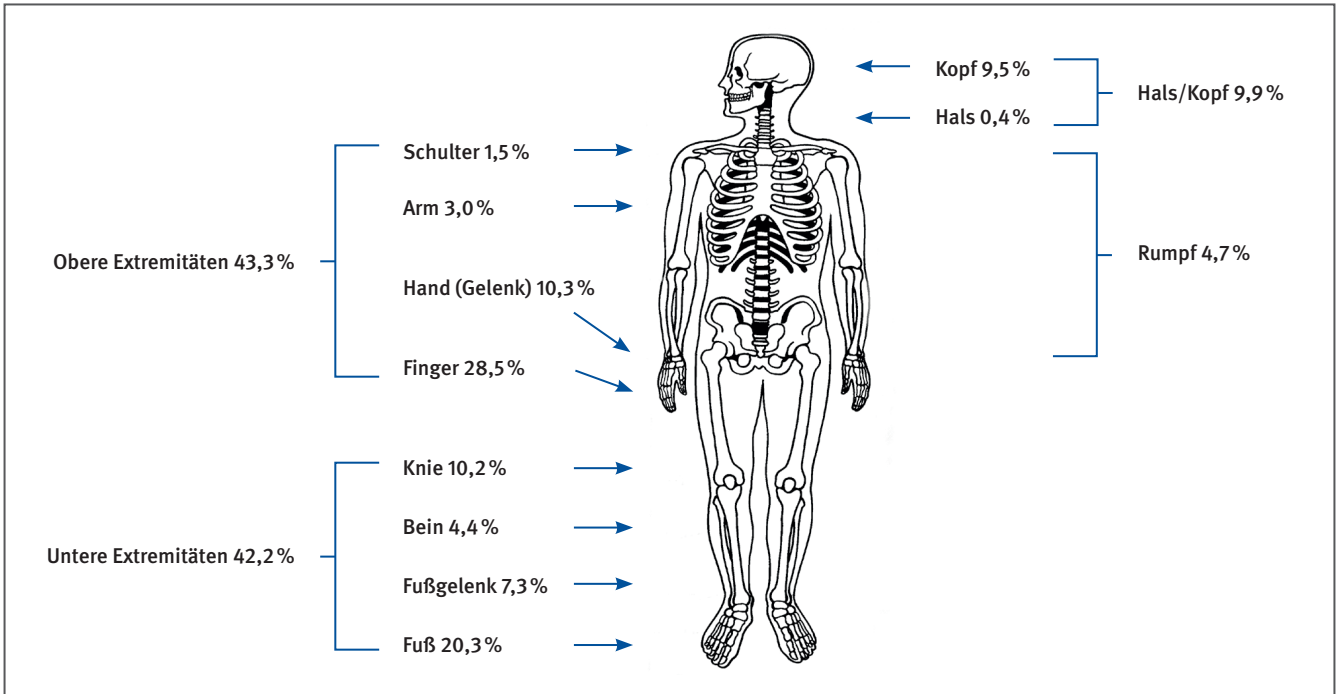 Kopf 9,5 %
Hals 0,4 %
Hals/Kopf 9,9 %
Schulter 1,5 %
Arm 3,0 %
Hand (Gelenk) 10,3 %
Finger 28,5 %
Obere Extremitäten 43,3 %
Rumpf 4,7 %
Knie 10,2 %
Bein 4,4 %
Fußgelenk 7,3 %
Fuß 20,3 %
Untere Extremitäten 42,2 %